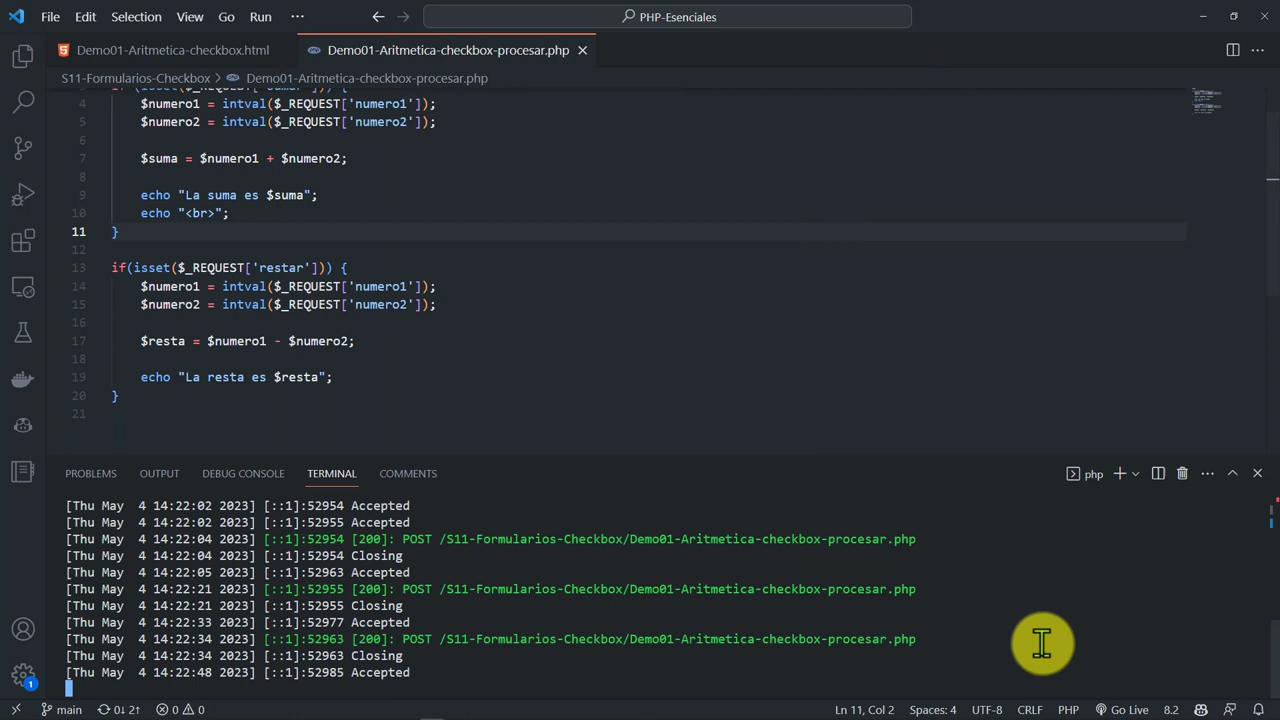 File Edit Selection View Go Run ··· PHP-Esenciales
Demo01-Aritmetica-checkbox.html Demo01-Aritmetica-checkbox-procesar.php
S11-Formularios-Checkbox > Demo01-Aritmetica-checkbox-procesar.php
3 if (isset($_REQUEST['sumar'])) {
4 $numero1 = intval($_REQUEST['numero1']);
5 $numero2 = intval($_REQUEST['numero2']);
6
7 $suma = $numero1 + $numero2;
8
9 echo "La suma es $suma";
10 echo "<br>";
11 }
12
13 if(isset($_REQUEST['restar'])) {
14 $numero1 = intval($_REQUEST['numero1']);
15 $numero2 = intval($_REQUEST['numero2']);
16
17 $resta = $numero1 - $numero2;
18
19 echo "La resta es $resta";
20 }
21
PROBLEMS OUTPUT DEBUG CONSOLE TERMINAL COMMENTS php
[Thu May  4 14:22:02 2023] [::1]:52954 Accepted
[Thu May  4 14:22:02 2023] [::1]:52955 Accepted
[Thu May  4 14:22:04 2023] [::1]:52954 [200]: POST /S11-Formularios-Checkbox/Demo01-Aritmetica-checkbox-procesar.php
[Thu May  4 14:22:04 2023] [::1]:52954 Closing
[Thu May  4 14:22:05 2023] [::1]:52963 Accepted
[Thu May  4 14:22:21 2023] [::1]:52955 [200]: POST /S11-Formularios-Checkbox/Demo01-Aritmetica-checkbox-procesar.php
[Thu May  4 14:22:21 2023] [::1]:52955 Closing
[Thu May  4 14:22:33 2023] [::1]:52977 Accepted
[Thu May  4 14:22:34 2023] [::1]:52963 [200]: POST /S11-Formularios-Checkbox/Demo01-Aritmetica-checkbox-procesar.php
[Thu May  4 14:22:34 2023] [::1]:52963 Closing
[Thu May  4 14:22:48 2023] [::1]:52985 Accepted
1
main 0↓ 2↑ 0 0 Ln 11, Col 2 Spaces: 4 UTF-8 CRLF PHP Go Live 8.2